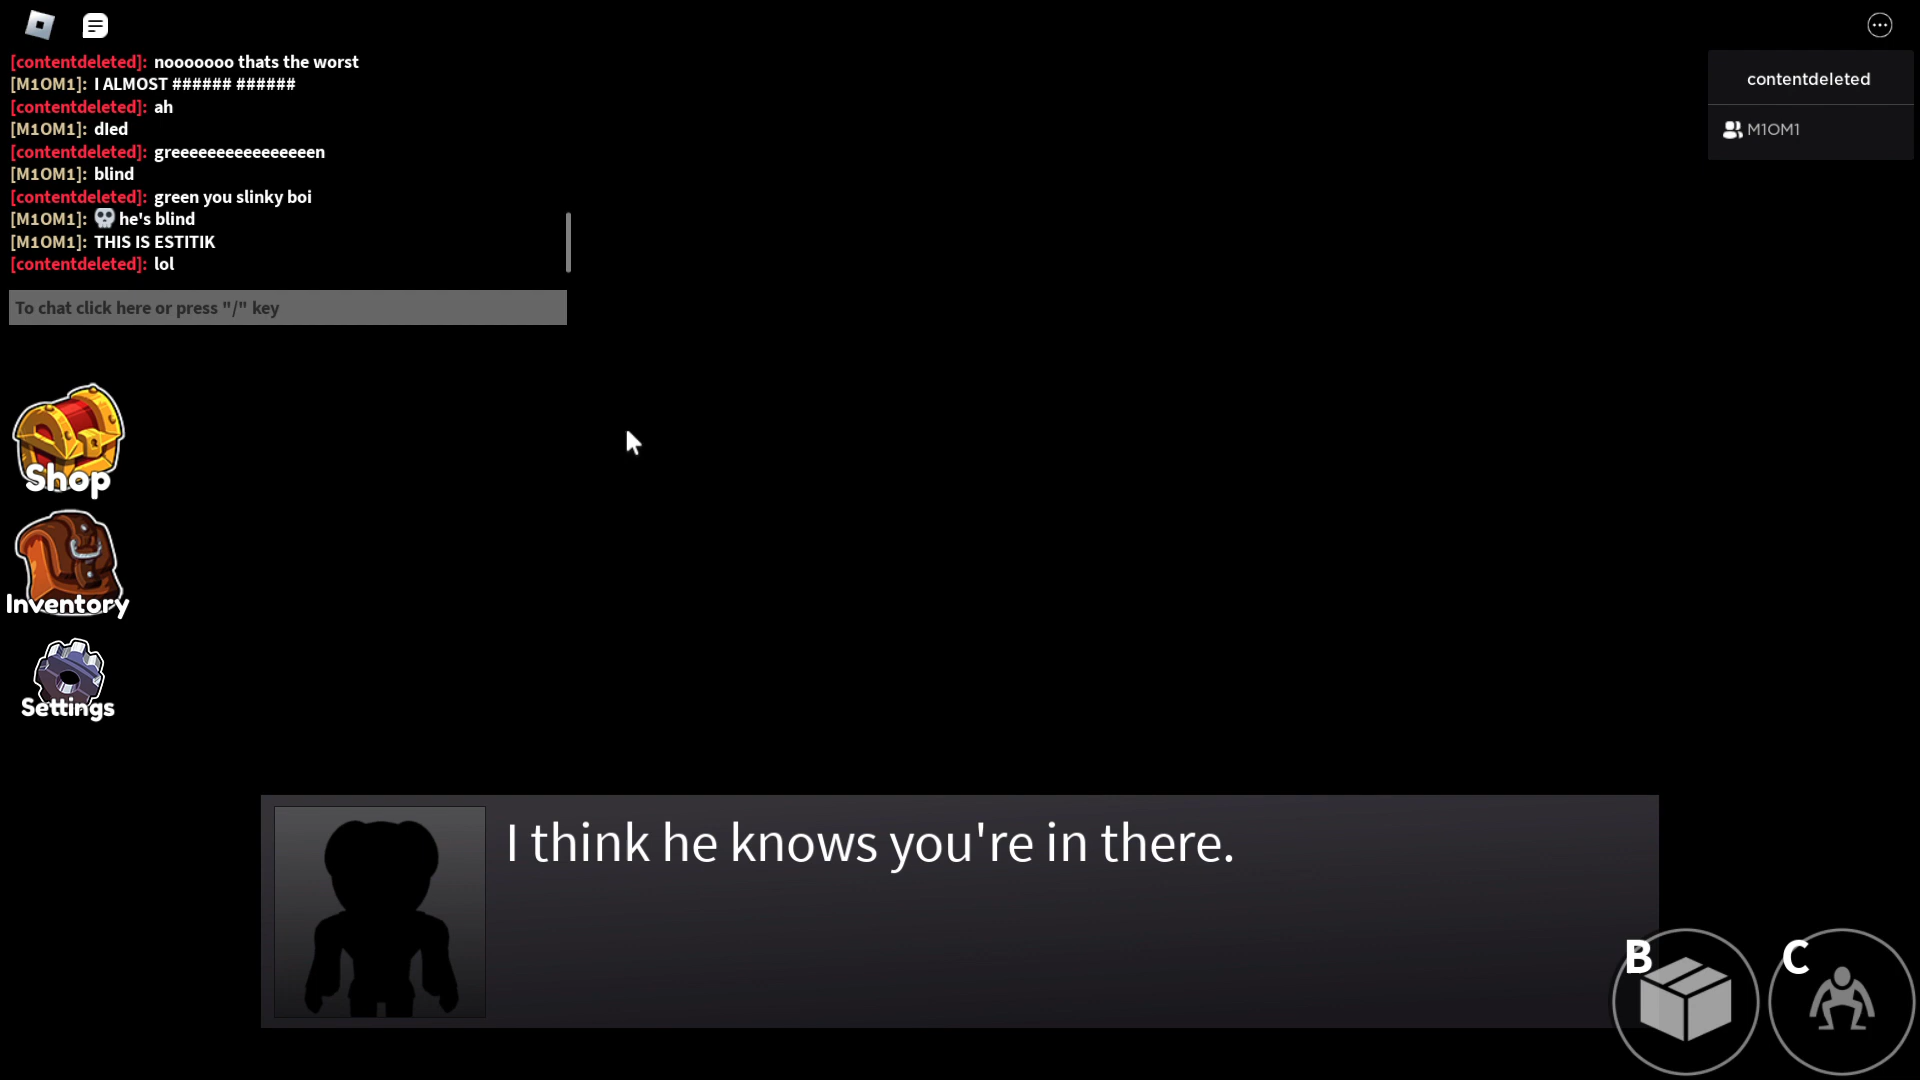 [contentdeleted]: nooooooo thats the worst
[M1OM1]: I ALMOST ###### ######
[contentdeleted]: ah
[M1OM1]: dIed
[contentdeleted]: greeeeeeeeeeeeeeen
[M1OM1]: blind
[contentdeleted]: green you slinky boi
[M1OM1]: 💀 he's blind
[M1OM1]: THIS IS ESTITIK
[contentdeleted]: lol
To chat click here or press "/" key
contentdeleted
M1OM1
Shop
Inventory
Settings
I think he knows you're in there.
B
C